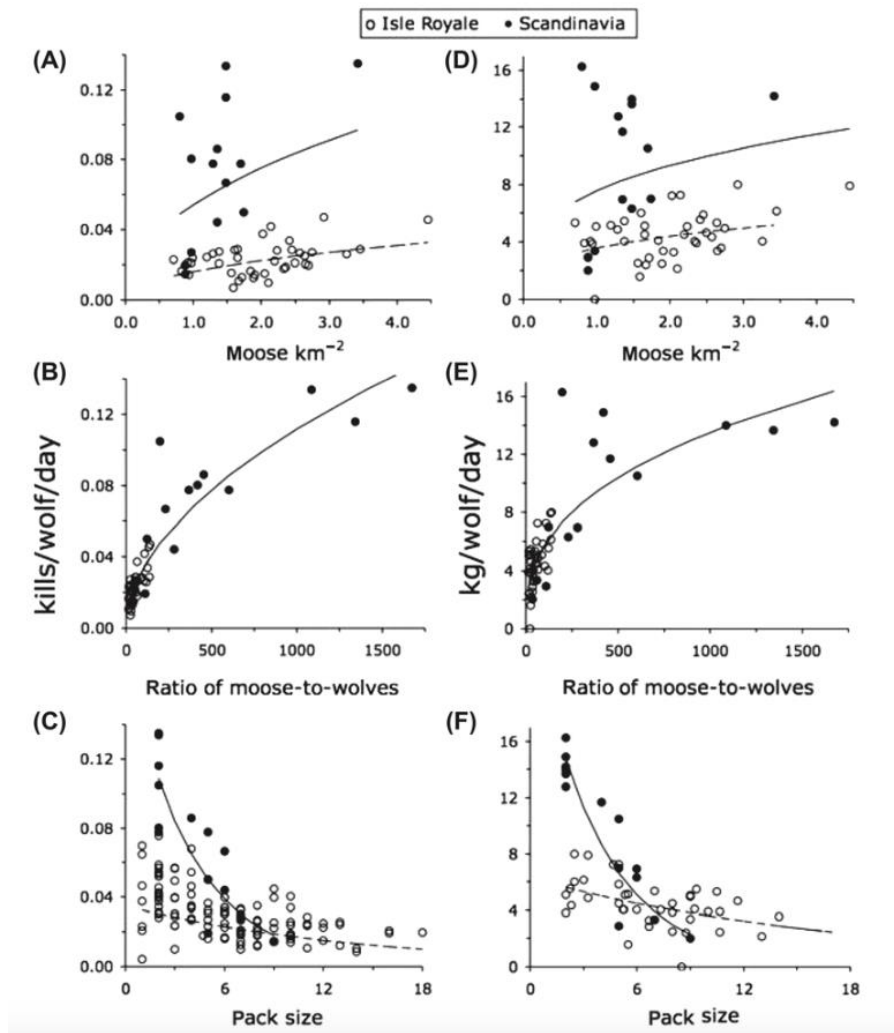 ○ Isle Royale ● Scandinavia
(A)
0.12
0.08
0.04
0.00
0.0 1.0 2.0 3.0 4.0
Moose km⁻²
(D)
16
12
8
4
0
0.0 1.0 2.0 3.0 4.0
Moose km⁻²
(B)
kills/wolf/day
0.12
0.08
0.04
0.00
0 500 1000 1500
Ratio of moose-to-wolves
(E)
kg/wolf/day
16
12
8
4
0
0 500 1000 1500
Ratio of moose-to-wolves
(C)
0.12
0.08
0.04
0.00
0 6 12 18
Pack size
(F)
16
12
8
4
0
0 6 12 18
Pack size